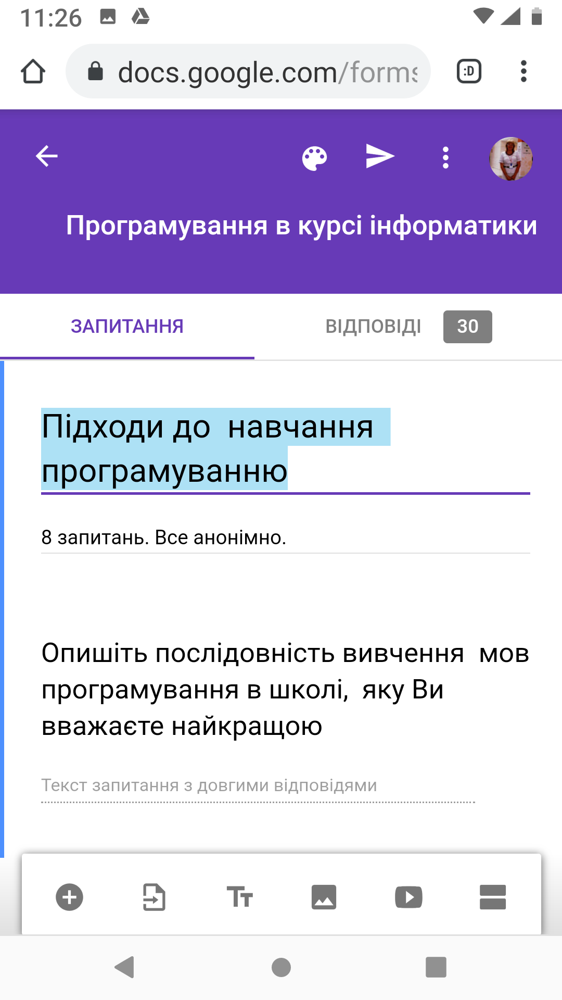 11:26
docs.google.com/forms
:D
Програмування в курсі інформатики
ЗАПИТАННЯ
ВІДПОВІДІ 30
Підходи до  навчання
програмуванню
8 запитань. Все анонімно.
Опишіть послідовність вивчення  мов
програмування в школі,  яку Ви
вважаєте найкращою
Текст запитання з довгими відповідями
Tт